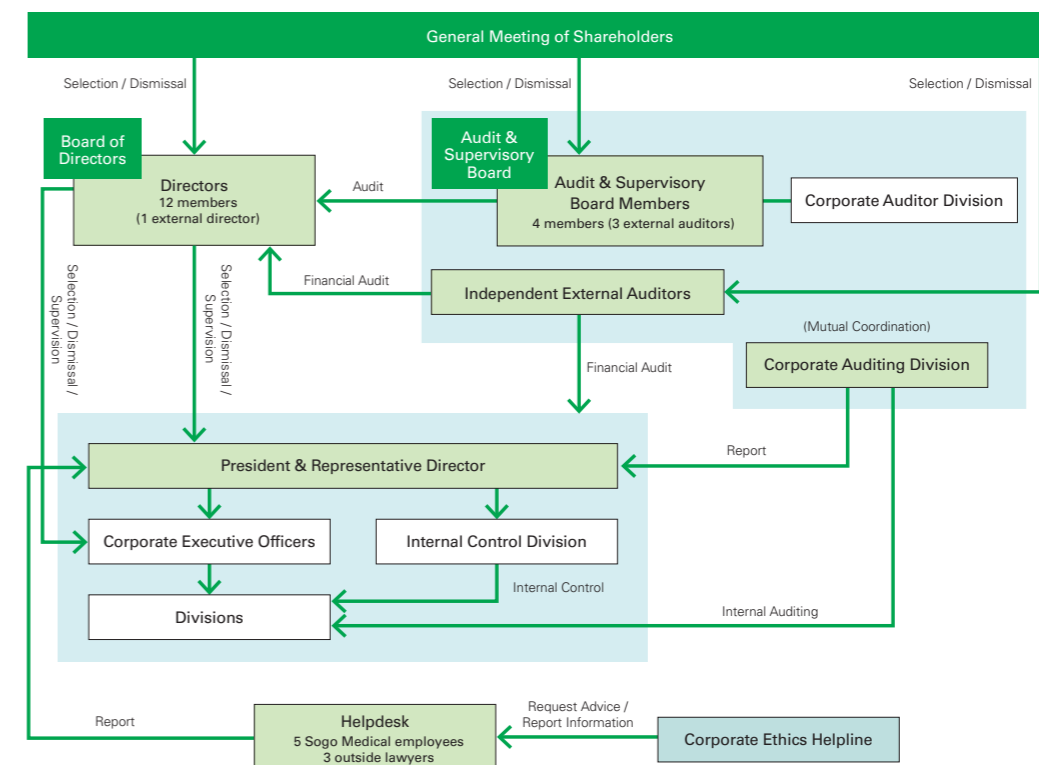 General Meeting of Shareholders
Selection / Dismissal
Selection / Dismissal
Selection / Dismissal
Board of
Directors
Directors
12 members
(1 external director)
Audit
Audit &
Supervisory
Board
Audit & Supervisory
Board Members
4 members (3 external auditors)
Corporate Auditor Division
Financial Audit
Independent External Auditors
(Mutual Coordination)
Corporate Auditing Division
Selection / Dismissal /
Supervision
Selection / Dismissal /
Supervision
Financial Audit
President & Representative Director
Report
Corporate Executive Officers
Internal Control Division
Internal Control
Divisions
Internal Auditing
Report
Helpdesk
5 Sogo Medical employees
3 outside lawyers
Request Advice /
Report Information
Corporate Ethics Helpline